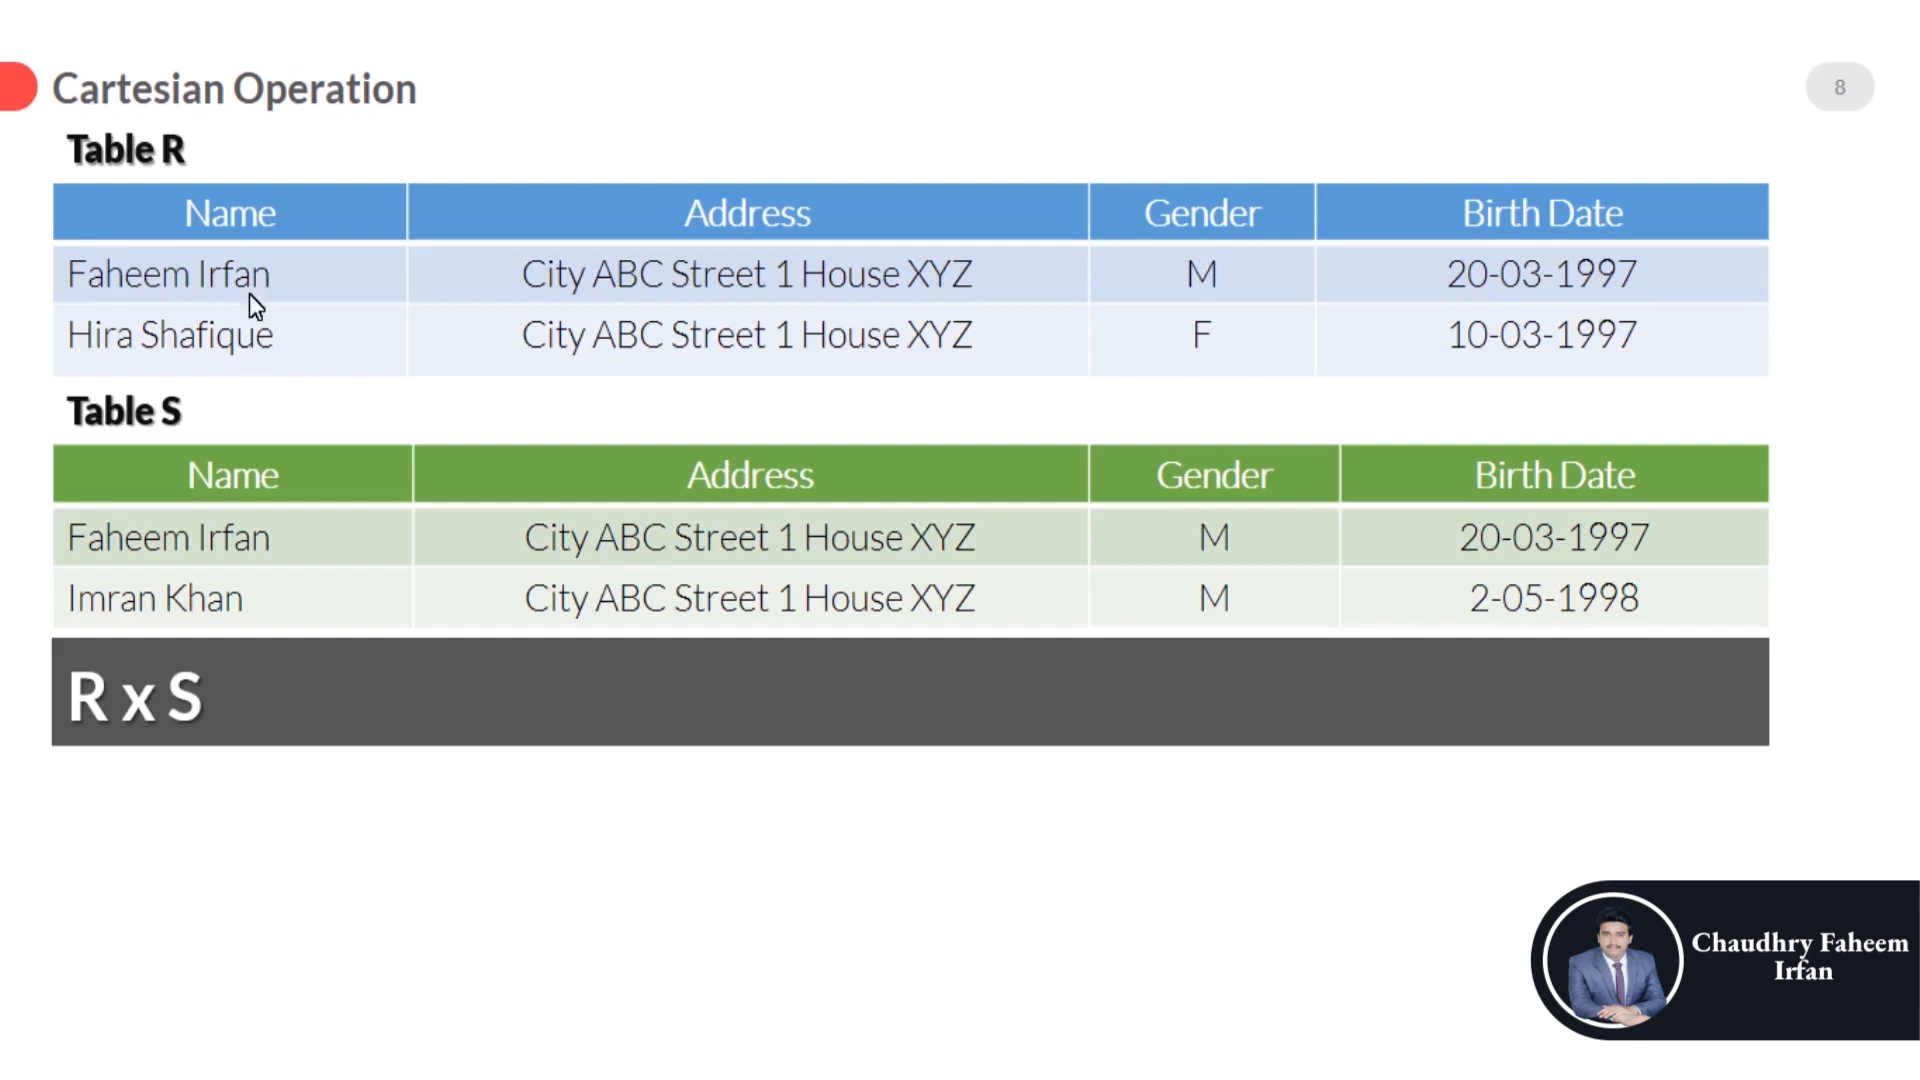 Cartesian Operation
8
Table R
Name Address Gender Birth Date
Faheem Irfan City ABC Street 1 House XYZ M 20-03-1997
Hira Shafique City ABC Street 1 House XYZ F 10-03-1997
Table S
Name Address Gender Birth Date
Faheem Irfan City ABC Street 1 House XYZ M 20-03-1997
Imran Khan City ABC Street 1 House XYZ M 2-05-1998
R x S
Chaudhry Faheem
Irfan